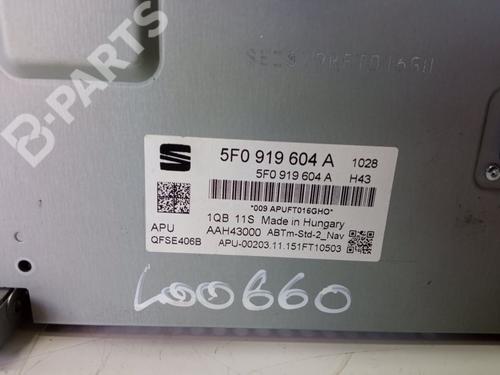 B-PARTS
5F0 919 604 A 1028
5F0 919 604 A H43
*009 APUFT016GHO*
1QB 11S Made in Hungary
APU AAH43000 ABTm-Std-2_Nav
QFSE406B APU-00203.11.151FT10503
L00660